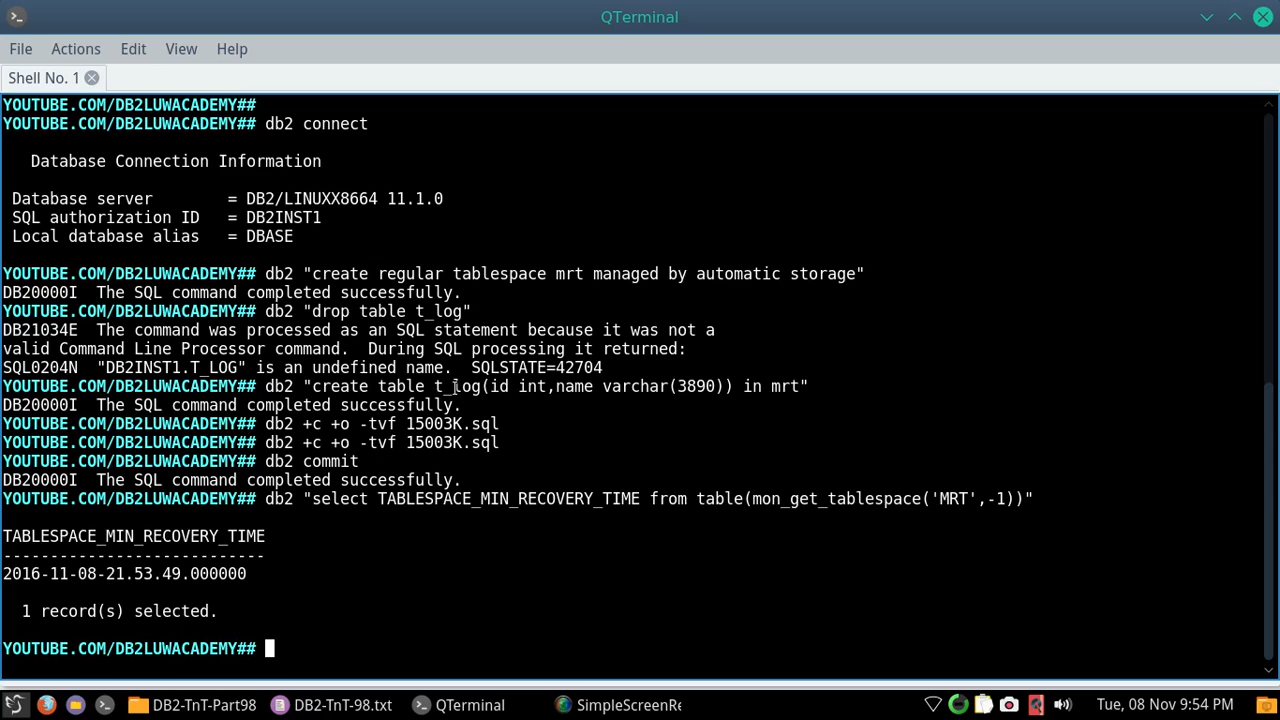 QTerminal
File Actions Edit View Help
Shell No. 1
YOUTUBE.COM/DB2LUWACADEMY##
YOUTUBE.COM/DB2LUWACADEMY## db2 connect
Database Connection Information
Database server = DB2/LINUXX8664 11.1.0
SQL authorization ID = DB2INST1
Local database alias = DBASE
YOUTUBE.COM/DB2LUWACADEMY## db2 "create regular tablespace mrt managed by automatic storage"
DB20000I The SQL command completed successfully.
YOUTUBE.COM/DB2LUWACADEMY## db2 "drop table t_log"
DB21034E The command was processed as an SQL statement because it was not a
valid Command Line Processor command. During SQL processing it returned:
SQL0204N "DB2INST1.T_LOG" is an undefined name. SQLSTATE=42704
YOUTUBE.COM/DB2LUWACADEMY## db2 "create table t_log(id int,name varchar(3890)) in mrt"
DB20000I The SQL command completed successfully.
YOUTUBE.COM/DB2LUWACADEMY## db2 +c +o -tvf 15003K.sql
YOUTUBE.COM/DB2LUWACADEMY## db2 +c +o -tvf 15003K.sql
YOUTUBE.COM/DB2LUWACADEMY## db2 commit
DB20000I The SQL command completed successfully.
YOUTUBE.COM/DB2LUWACADEMY## db2 "select TABLESPACE_MIN_RECOVERY_TIME from table(mon_get_tablespace('MRT',-1))"
TABLESPACE_MIN_RECOVERY_TIME
----------------------------
2016-11-08-21.53.49.000000
1 record(s) selected.
YOUTUBE.COM/DB2LUWACADEMY##
DB2-TnT-Part98 DB2-TnT-98.txt QTerminal SimpleScreenRe Tue, 08 Nov 9:54 PM